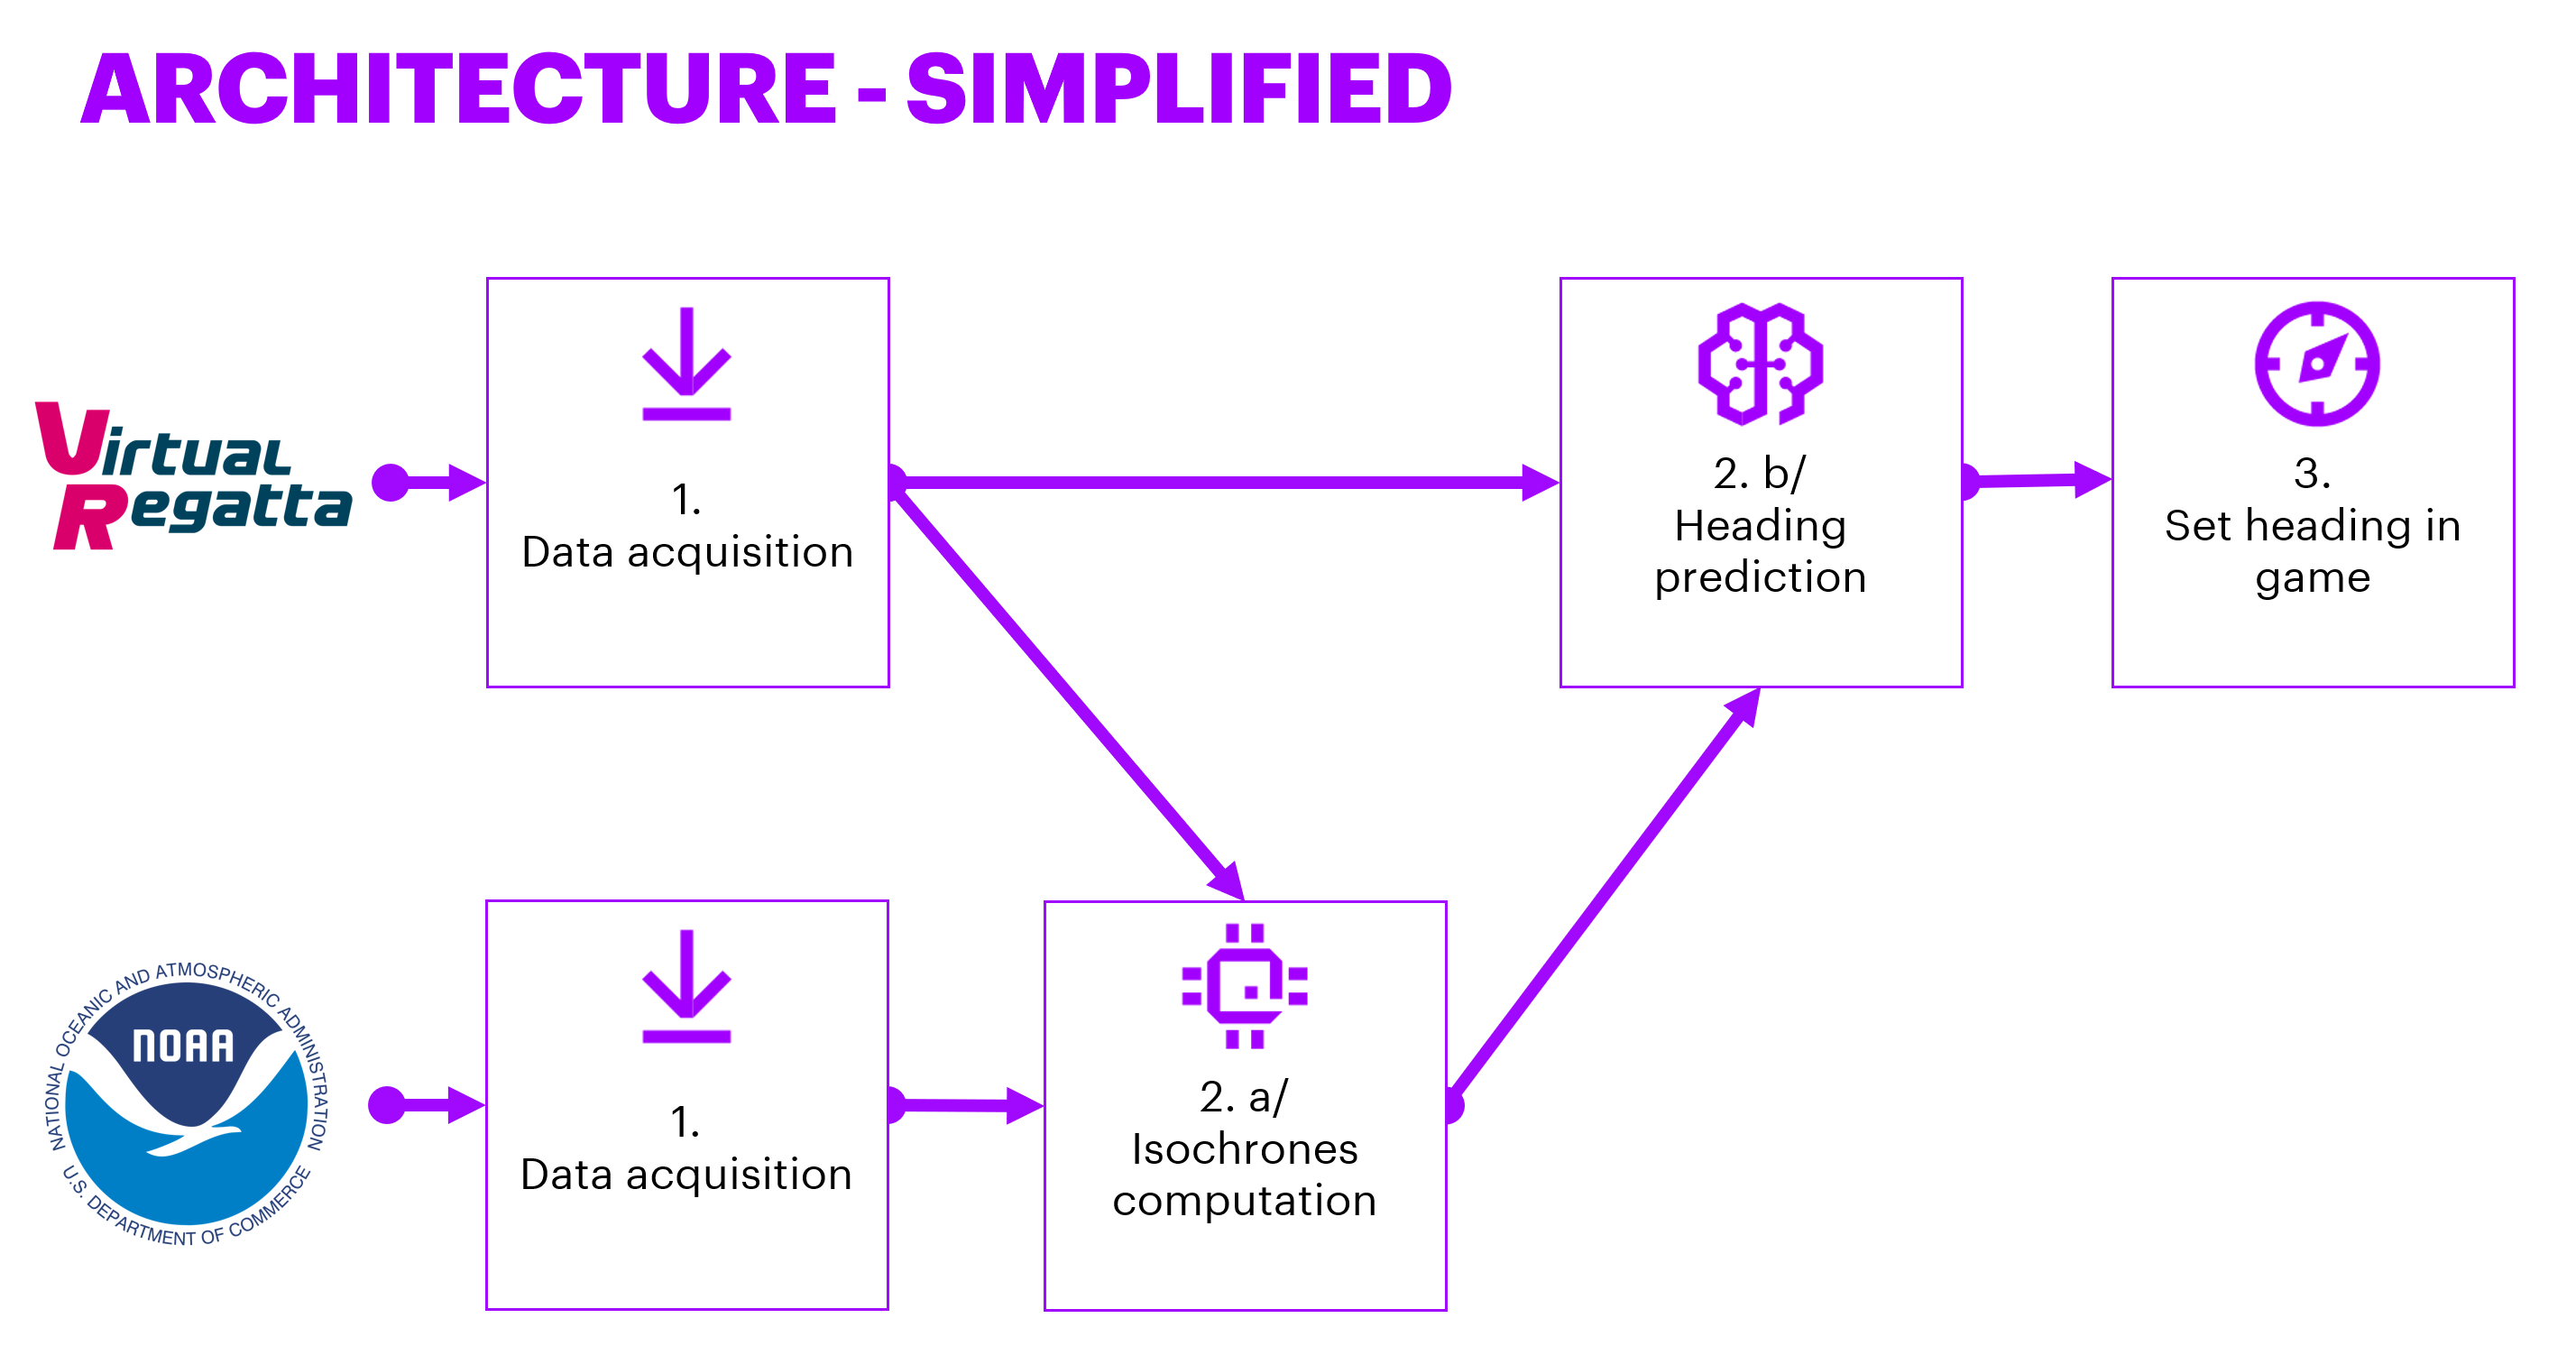 ARCHITECTURE - SIMPLIFIED
Virtual
Regatta
1.
Data acquisition
2. b/
Heading
prediction
3.
Set heading in
game
NATIONAL OCEANIC AND ATMOSPHERIC ADMINISTRATION
NOAA
U.S. DEPARTMENT OF COMMERCE
1.
Data acquisition
2. a/
Isochrones
computation